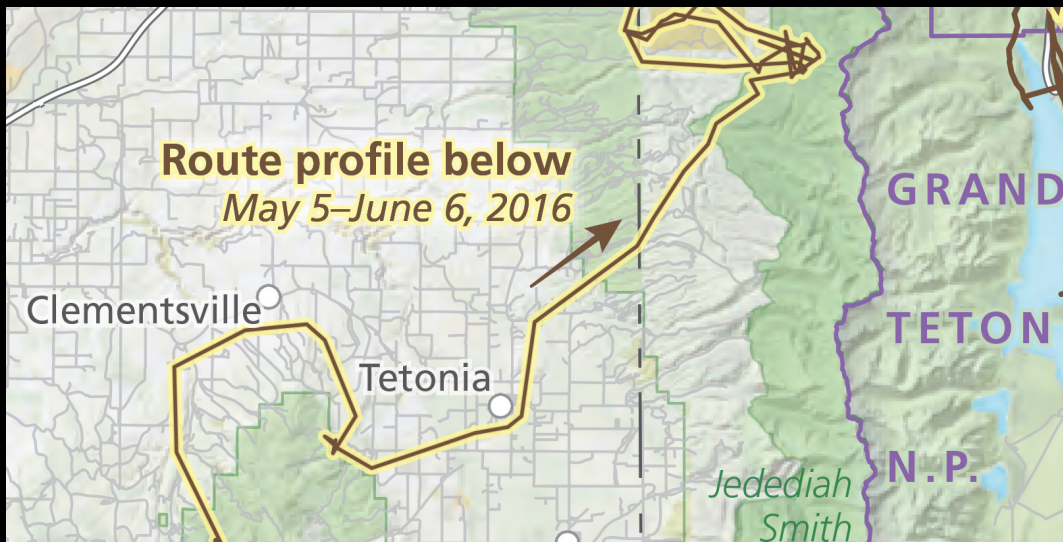 Route profile below
May 5–June 6, 2016
GRAND
Clementsville
TETON
Tetonia
N.P.
Jedediah
Smith